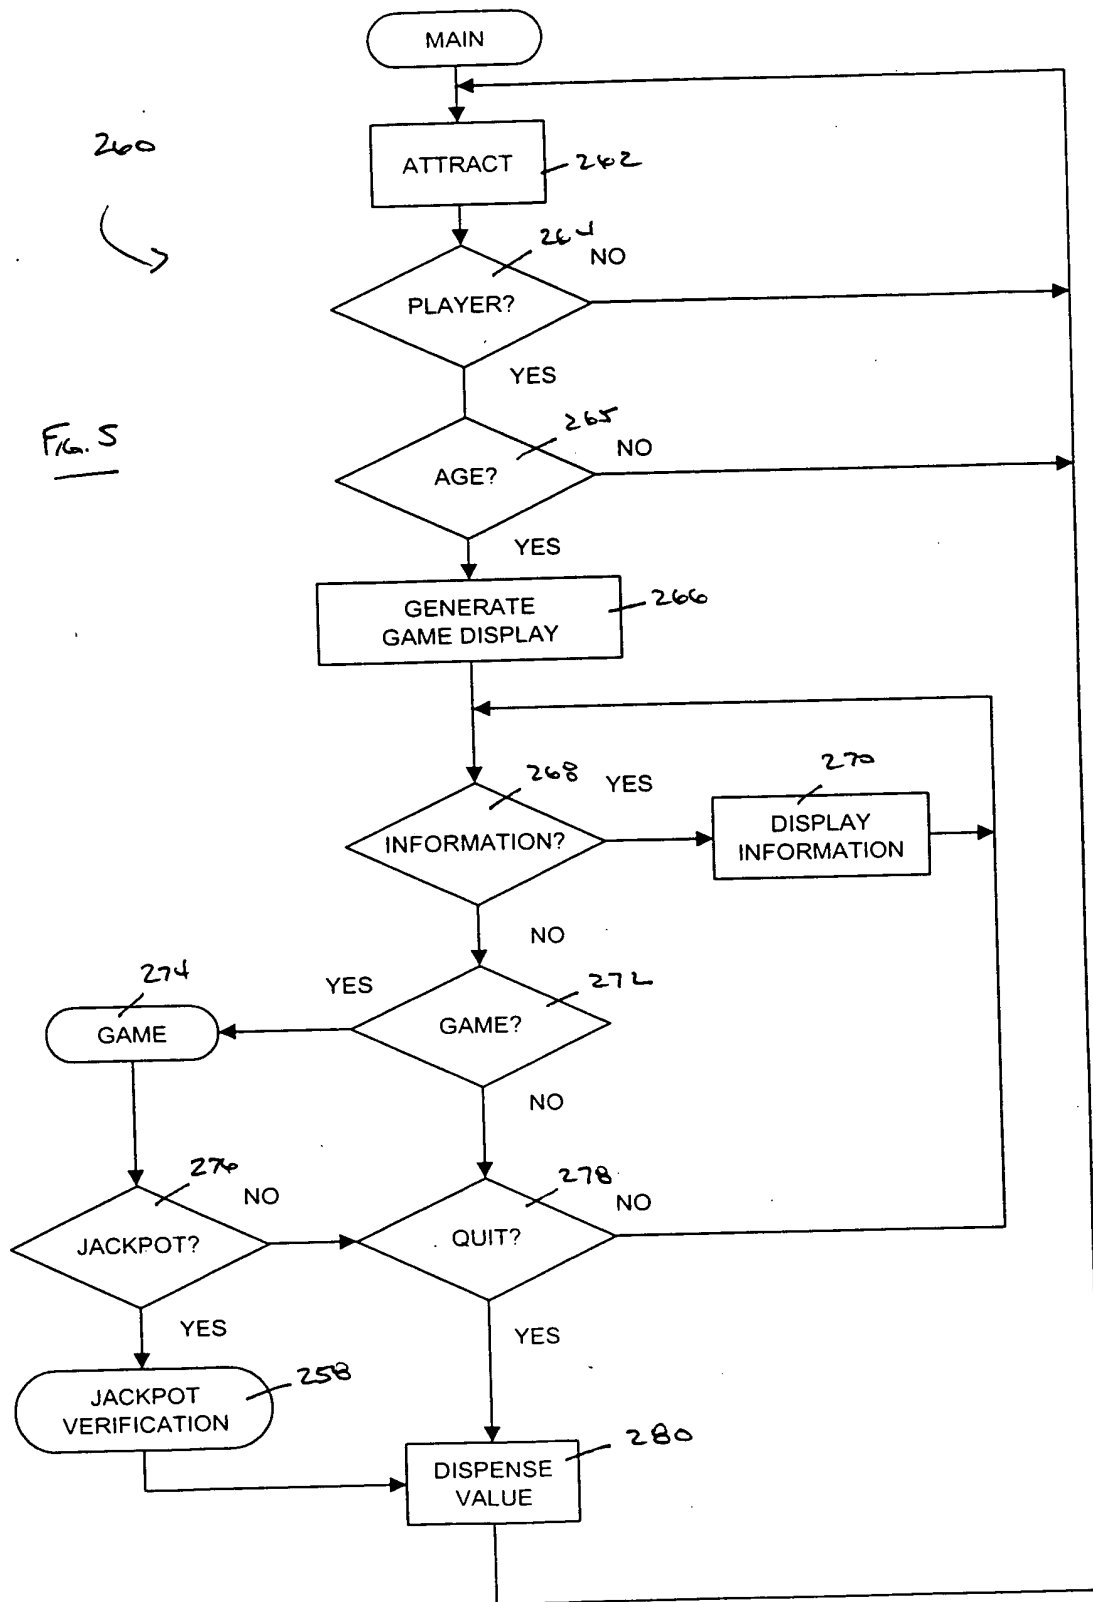 MAIN
260
ATTRACT
262
264
NO
PLAYER?
YES
265
NO
FIG. 5
AGE?
YES
GENERATE
GAME DISPLAY
266
268
YES
270
INFORMATION?
DISPLAY
INFORMATION
NO
274
YES
272
GAME
GAME?
NO
276
NO
278
NO
JACKPOT?
QUIT?
YES
YES
258
JACKPOT
VERIFICATION
280
DISPENSE
VALUE